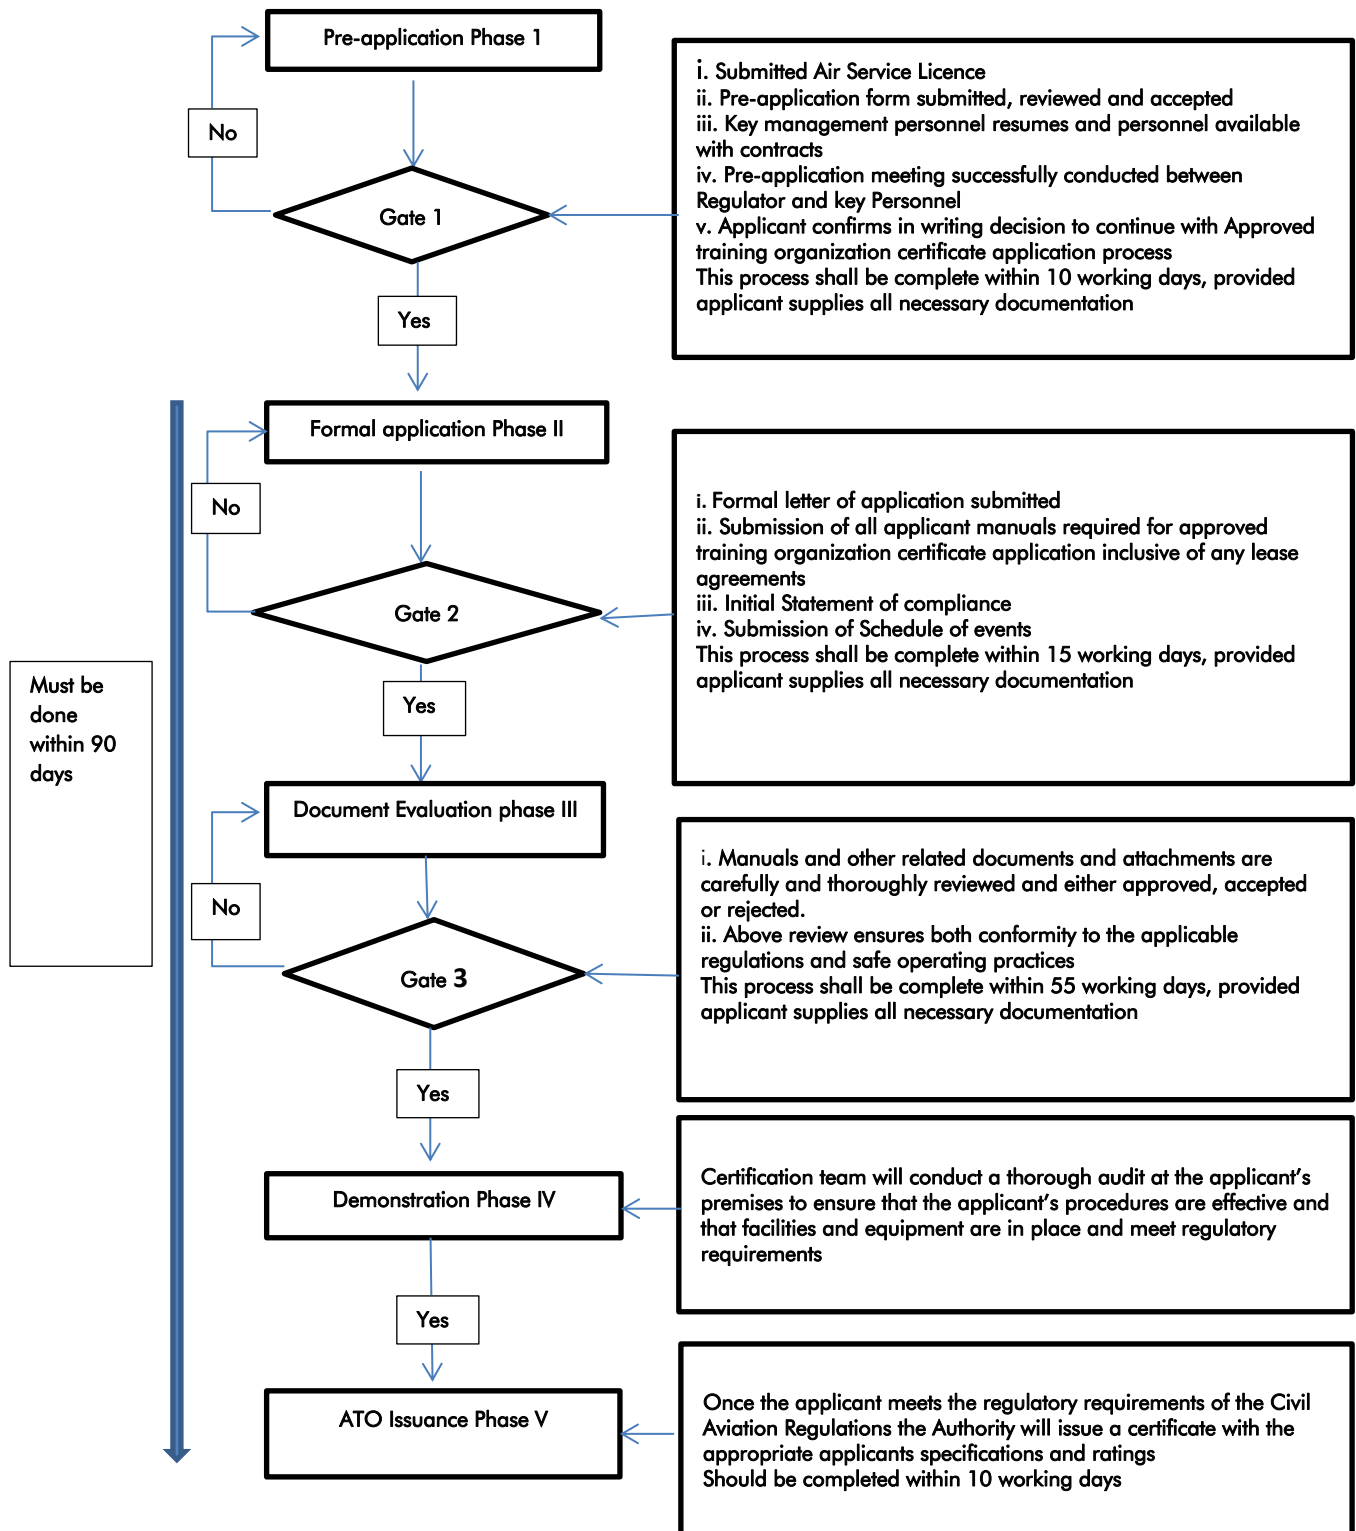 Pre-application Phase 1
i. Submitted Air Service Licence
ii. Pre-application form submitted, reviewed and accepted
iii. Key management personnel resumes and personnel available
with contracts
iv. Pre-application meeting successfully conducted between
Regulator and key Personnel
v. Applicant confirms in writing decision to continue with Approved
training organization certificate application process
This process shall be complete within 10 working days, provided
applicant supplies all necessary documentation
No
Gate 1
Yes
Formal application Phase II
i. Formal letter of application submitted
ii. Submission of all applicant manuals required for approved
training organization certificate application inclusive of any lease
agreements
iii. Initial Statement of compliance
iv. Submission of Schedule of events
This process shall be complete within 15 working days, provided
applicant supplies all necessary documentation
No
Gate 2
Must be
done
within 90
days
Yes
Document Evaluation phase III
i. Manuals and other related documents and attachments are
carefully and thoroughly reviewed and either approved, accepted
or rejected.
ii. Above review ensures both conformity to the applicable
regulations and safe operating practices
This process shall be complete within 55 working days, provided
applicant supplies all necessary documentation
No
Gate 3
Yes
Demonstration Phase IV
Certification team will conduct a thorough audit at the applicant’s
premises to ensure that the applicant’s procedures are effective and
that facilities and equipment are in place and meet regulatory
requirements
Yes
ATO Issuance Phase V
Once the applicant meets the regulatory requirements of the Civil
Aviation Regulations the Authority will issue a certificate with the
appropriate applicants specifications and ratings
Should be completed within 10 working days